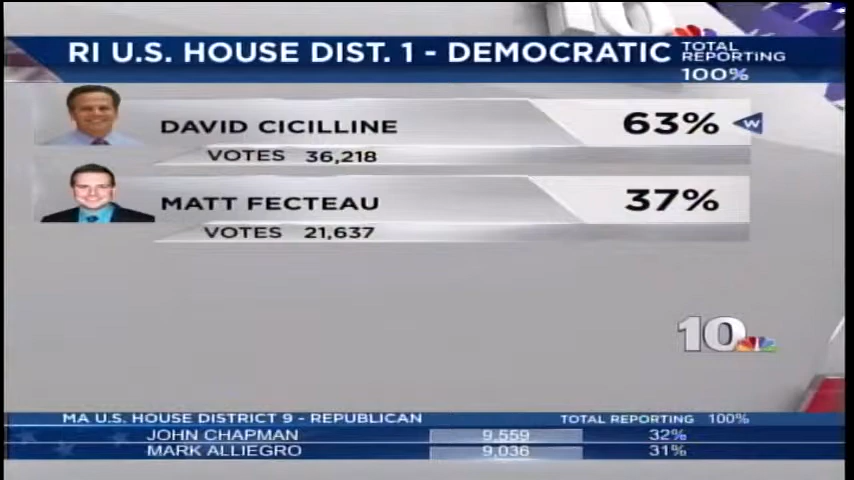 10
RI U.S. HOUSE DIST. 1 - DEMOCRATIC
TOTAL
REPORTING
100%
DAVID CICILLINE 63% W
VOTES 36,218
MATT FECTEAU 37%
VOTES 21,637
10
MA U.S. HOUSE DISTRICT 9 - REPUBLICAN TOTAL REPORTING 100%
JOHN CHAPMAN 9,559 32%
MARK ALLIEGRO 9,036 31%